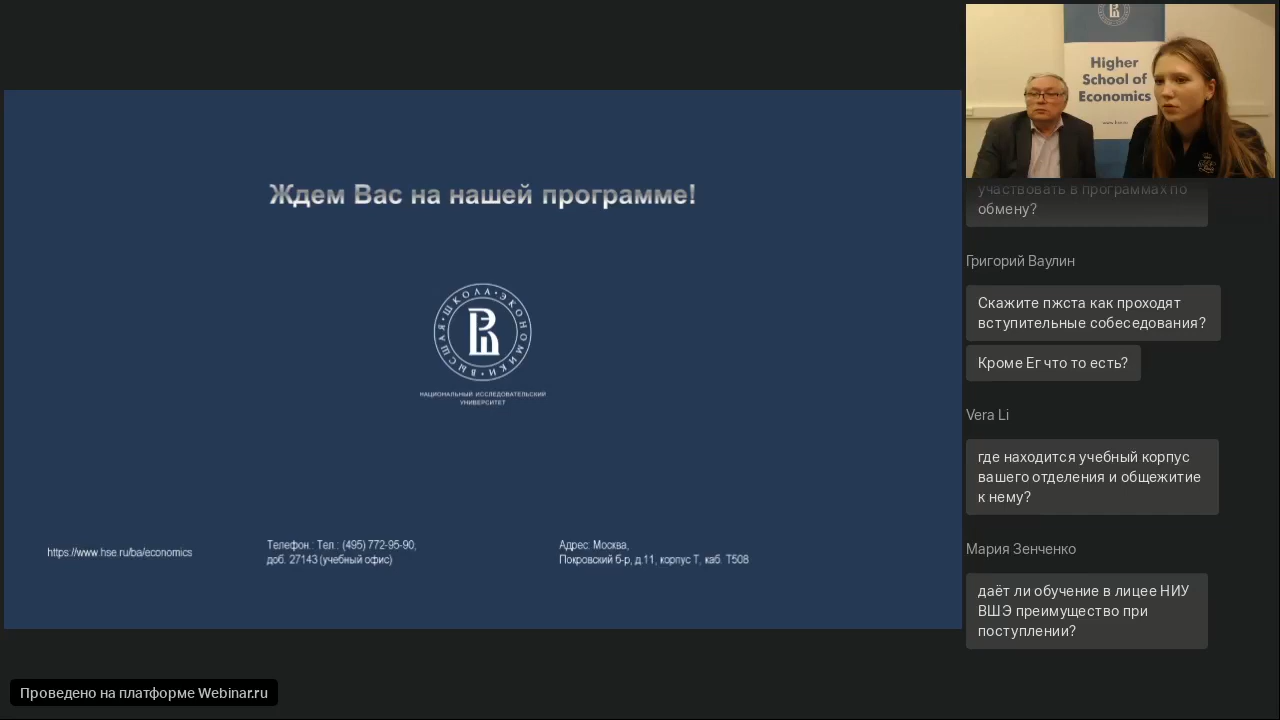 Ждем Вас на нашей программе!
ВЫСШАЯ • ШКОЛА • ЭКОНОМИКИ •
НАЦИОНАЛЬНЫЙ ИССЛЕДОВАТЕЛЬСКИЙ
УНИВЕРСИТЕТ
https://www.hse.ru/ba/economics
Телефон.: Тел.: (495) 772-95-90,
доб. 27143 (учебный офис)
Адрес: Москва,
Покровский б-р, д.11, корпус Т, каб. Т508
Higher
School of
Economics
участвовать в программах по
обмену?
Григорий Ваулин
Скажите пжста как проходят
вступительные собеседования?
Кроме Ег что то есть?
Vera Li
где находится учебный корпус
вашего отделения и общежитие
к нему?
Мария Зенченко
даёт ли обучение в лицее НИУ
ВШЭ преимущество при
поступлении?
Проведено на платформе Webinar.ru